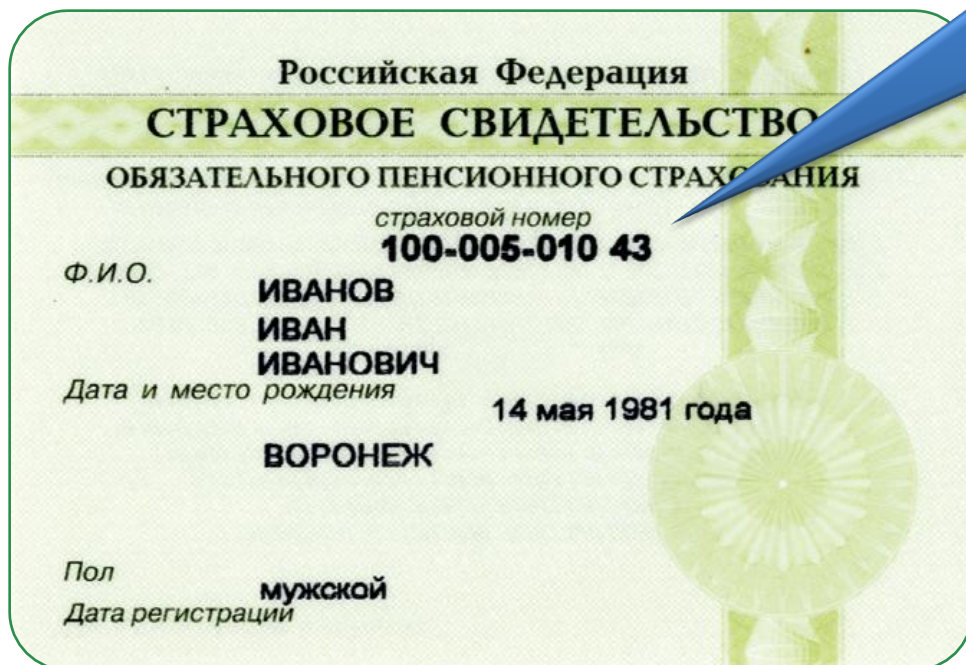 Российская Федерация
СТРАХОВОЕ СВИДЕТЕЛЬСТВО
ОБЯЗАТЕЛЬНОГО ПЕНСИОННОГО СТРАХОВАНИЯ
страховой номер
100-005-010 43
Ф.И.О.
ИВАНОВ
ИВАН
ИВАНОВИЧ
Дата и место рождения
14 мая 1981 года
ВОРОНЕЖ
Пол
мужской
Дата регистрации